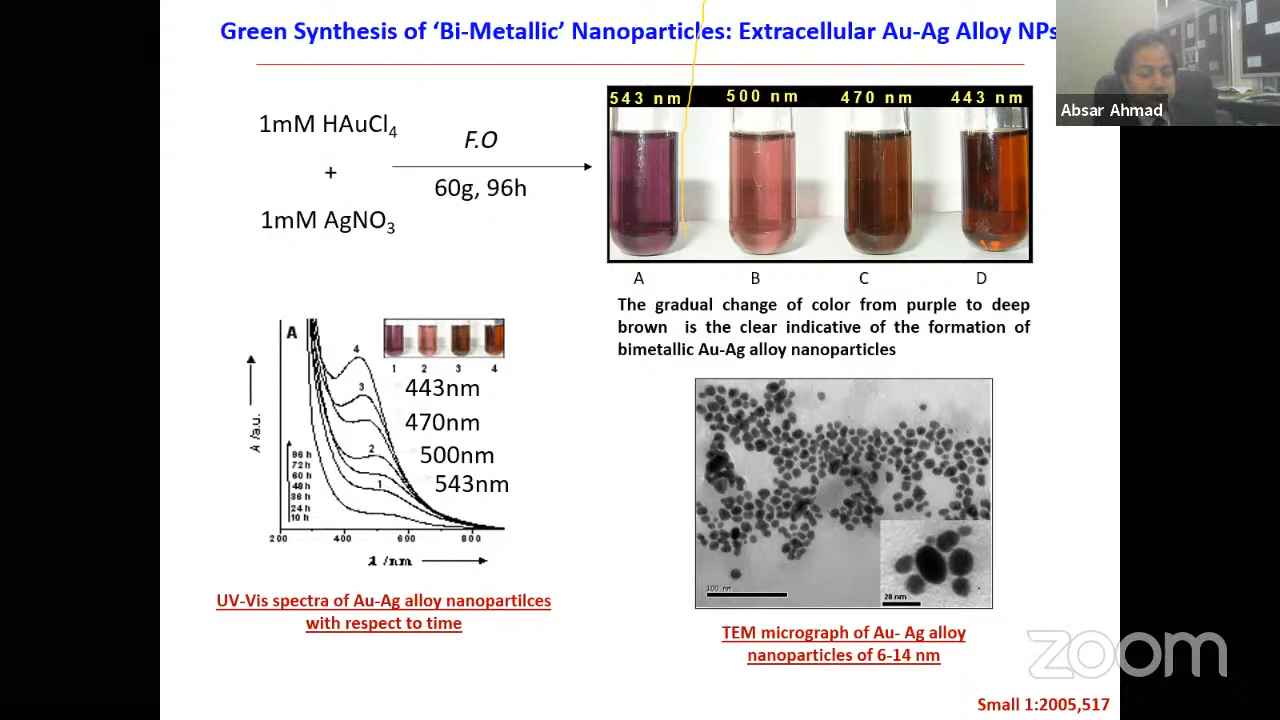 Green Synthesis of ‘Bi-Metallic’ Nanoparticles: Extracellular Au-Ag Alloy NPs
Absar Ahmad
1mM HAuCl4
+
1mM AgNO3
F.O
60g, 96h
543 nm 500 nm 470 nm 443 nm
A B C D
The gradual change of color from purple to deep
brown is the clear indicative of the formation of
bimetallic Au-Ag alloy nanoparticles
A
1 2 3 4
4
3
2
1
443nm
470nm
500nm
543nm
A /a.u.
96 h
72 h
60 h
48 h
36 h
24 h
10 h
200 400 600 800
λ /nm
UV-Vis spectra of Au-Ag alloy nanopartilces
with respect to time
100 nm
20 nm
TEM micrograph of Au- Ag alloy
nanoparticles of 6-14 nm
zoom
Small 1:2005,517